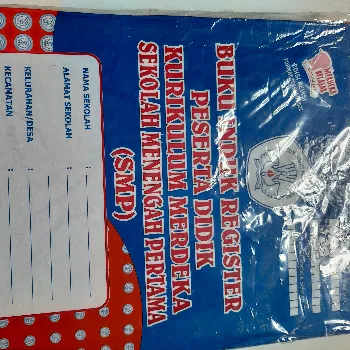 BUKU INDUK REGISTER
PESERTA DIDIK
KURIKULUM MERDEKA
SEKOLAH MENENGAH PERTAMA
(SMP)
NAMA SEKOLAH :
ALAMAT SEKOLAH :
KELURAHAN/DESA :
KECAMATAN :